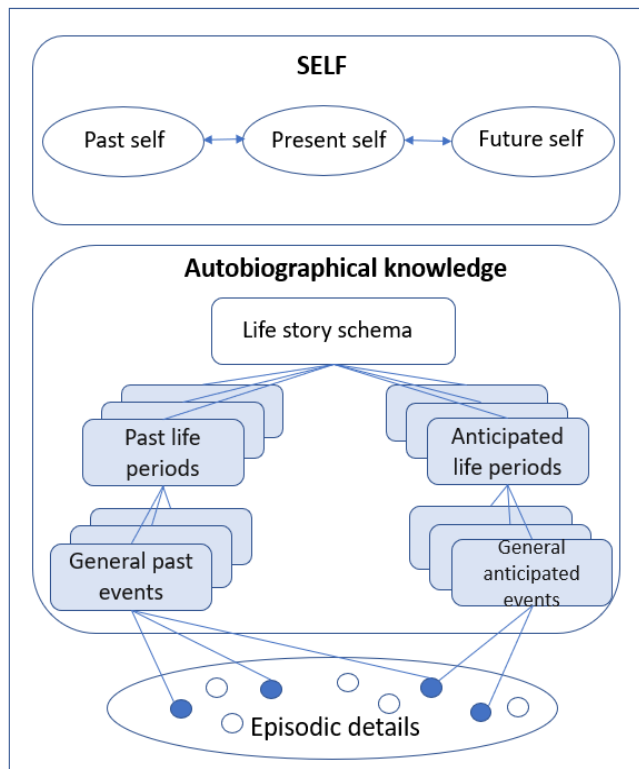 SELF
Past self
Present self
Future self
Autobiographical knowledge
Life story schema
Past life
periods
Anticipated
life periods
General past
events
General
anticipated
events
Episodic details